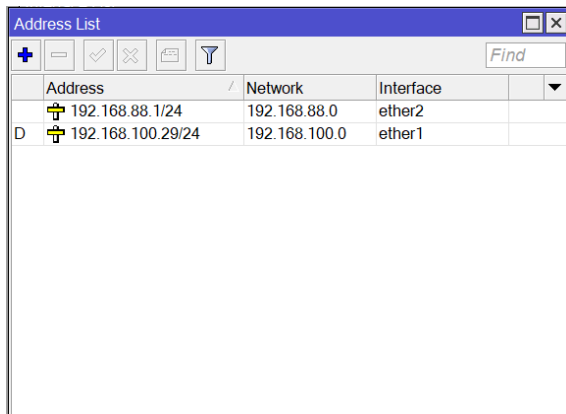 Address List
Find
Address Network Interface
192.168.88.1/24 192.168.88.0 ether2
D 192.168.100.29/24 192.168.100.0 ether1